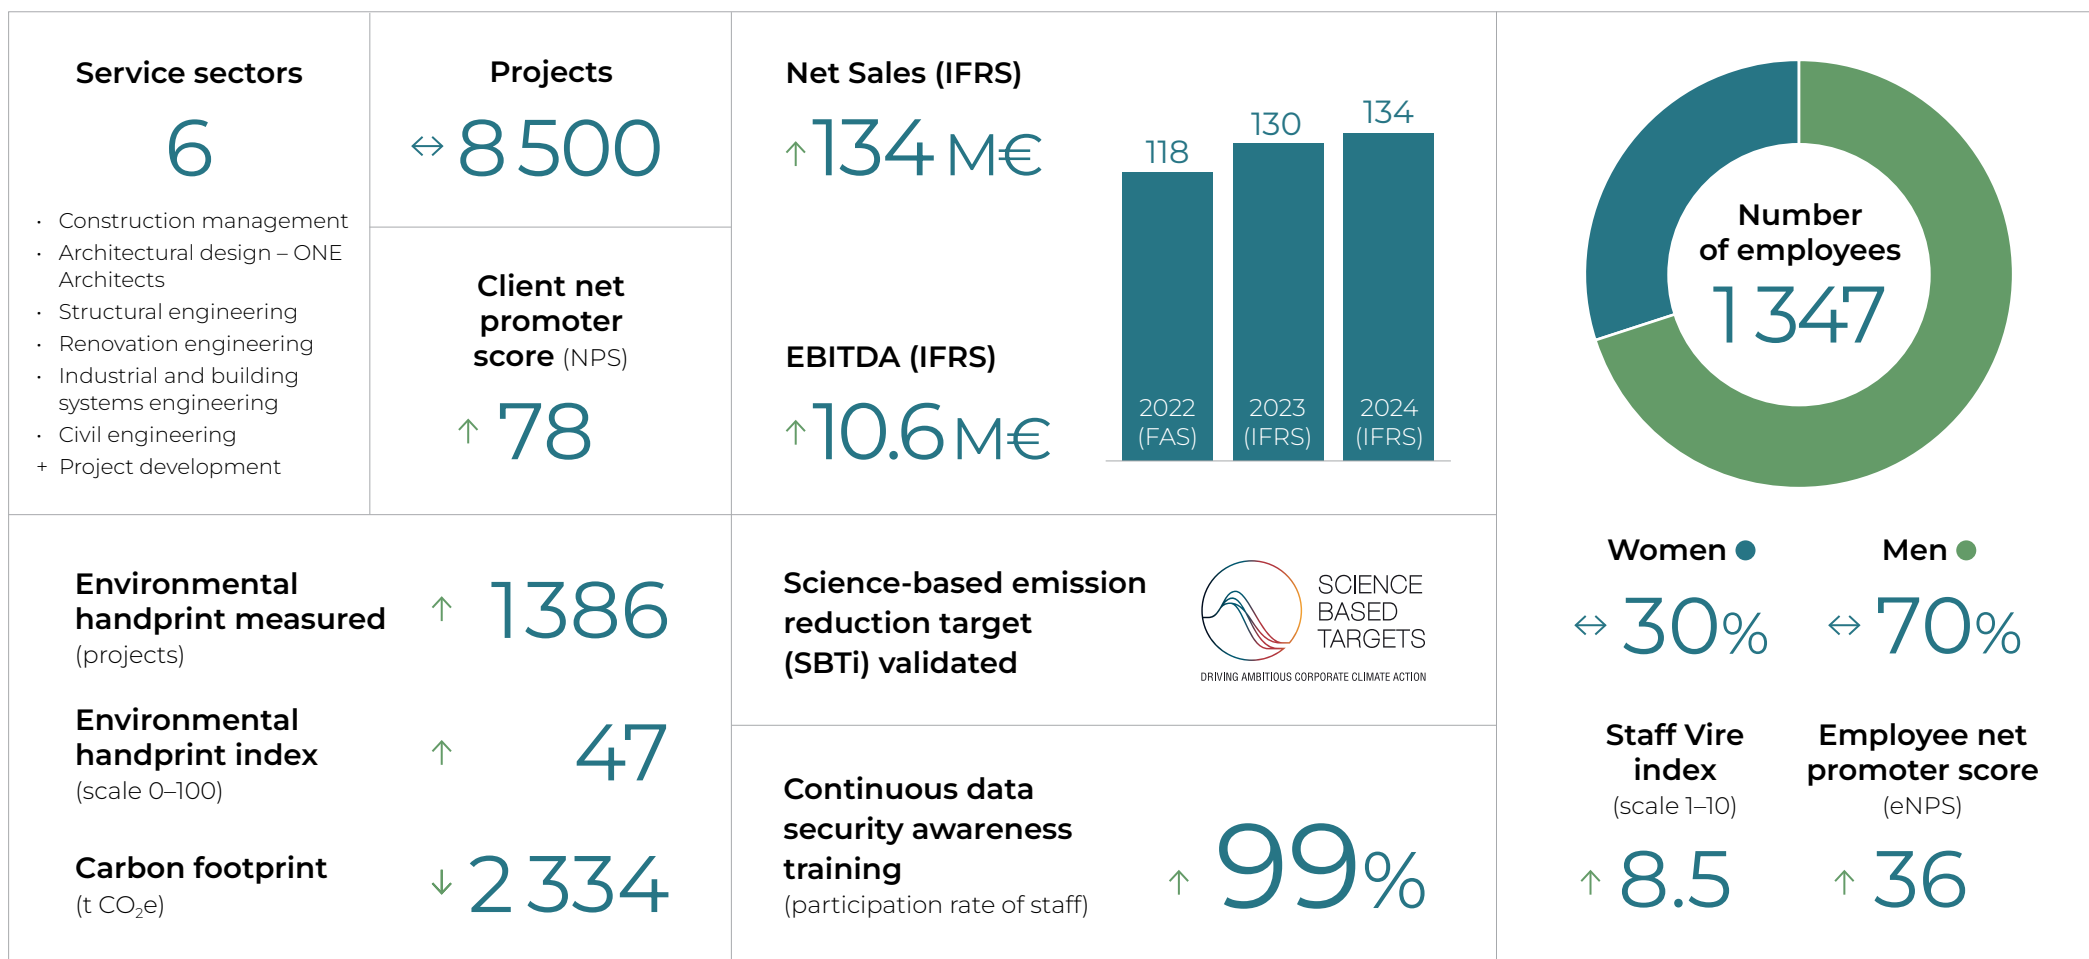 Service sectors
6
· Construction management
· Architectural design – ONE
Architects
· Structural engineering
· Renovation engineering
· Industrial and building
systems engineering
· Civil engineering
+ Project development
Projects
↔ 8 500
Client net
promoter
score (NPS)
↑ 78
Net Sales (IFRS)
↑ 134 M€
EBITDA (IFRS)
↑ 10.6 M€
118
130
134
2022
(FAS)
2023
(IFRS)
2024
(IFRS)
Number
of employees
1 347
Women
↔ 30%
Men
↔ 70%
Staff Vire
index
(scale 1–10)
↑ 8.5
Employee net
promoter score
(eNPS)
↑ 36
Environmental
handprint measured
(projects)
↑ 1386
Environmental
handprint index
(scale 0–100)
↑ 47
Carbon footprint
(t CO₂e)
↓ 2 334
Science-based emission
reduction target
(SBTi) validated
SCIENCE
BASED
TARGETS
DRIVING AMBITIOUS CORPORATE CLIMATE ACTION
Continuous data
security awareness
training
(participation rate of staff)
↑ 99%